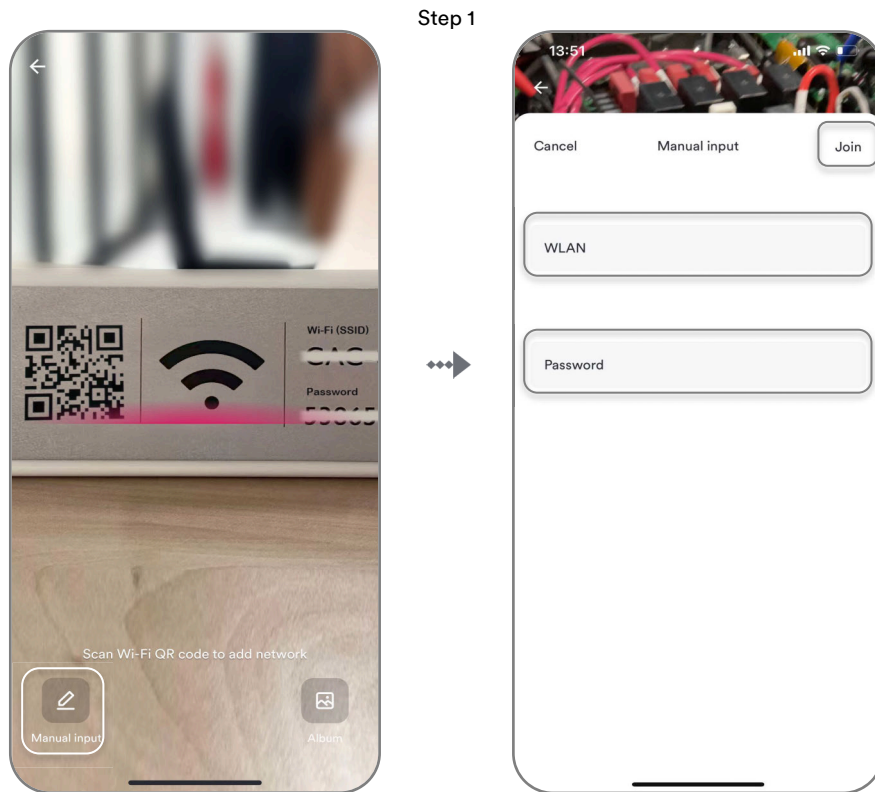 Step 1
Wi-Fi (SSID)
Password
Scan Wi-Fi QR code to add network
Manual input
Album
13:51
Cancel
Manual input
Join
WLAN
Password